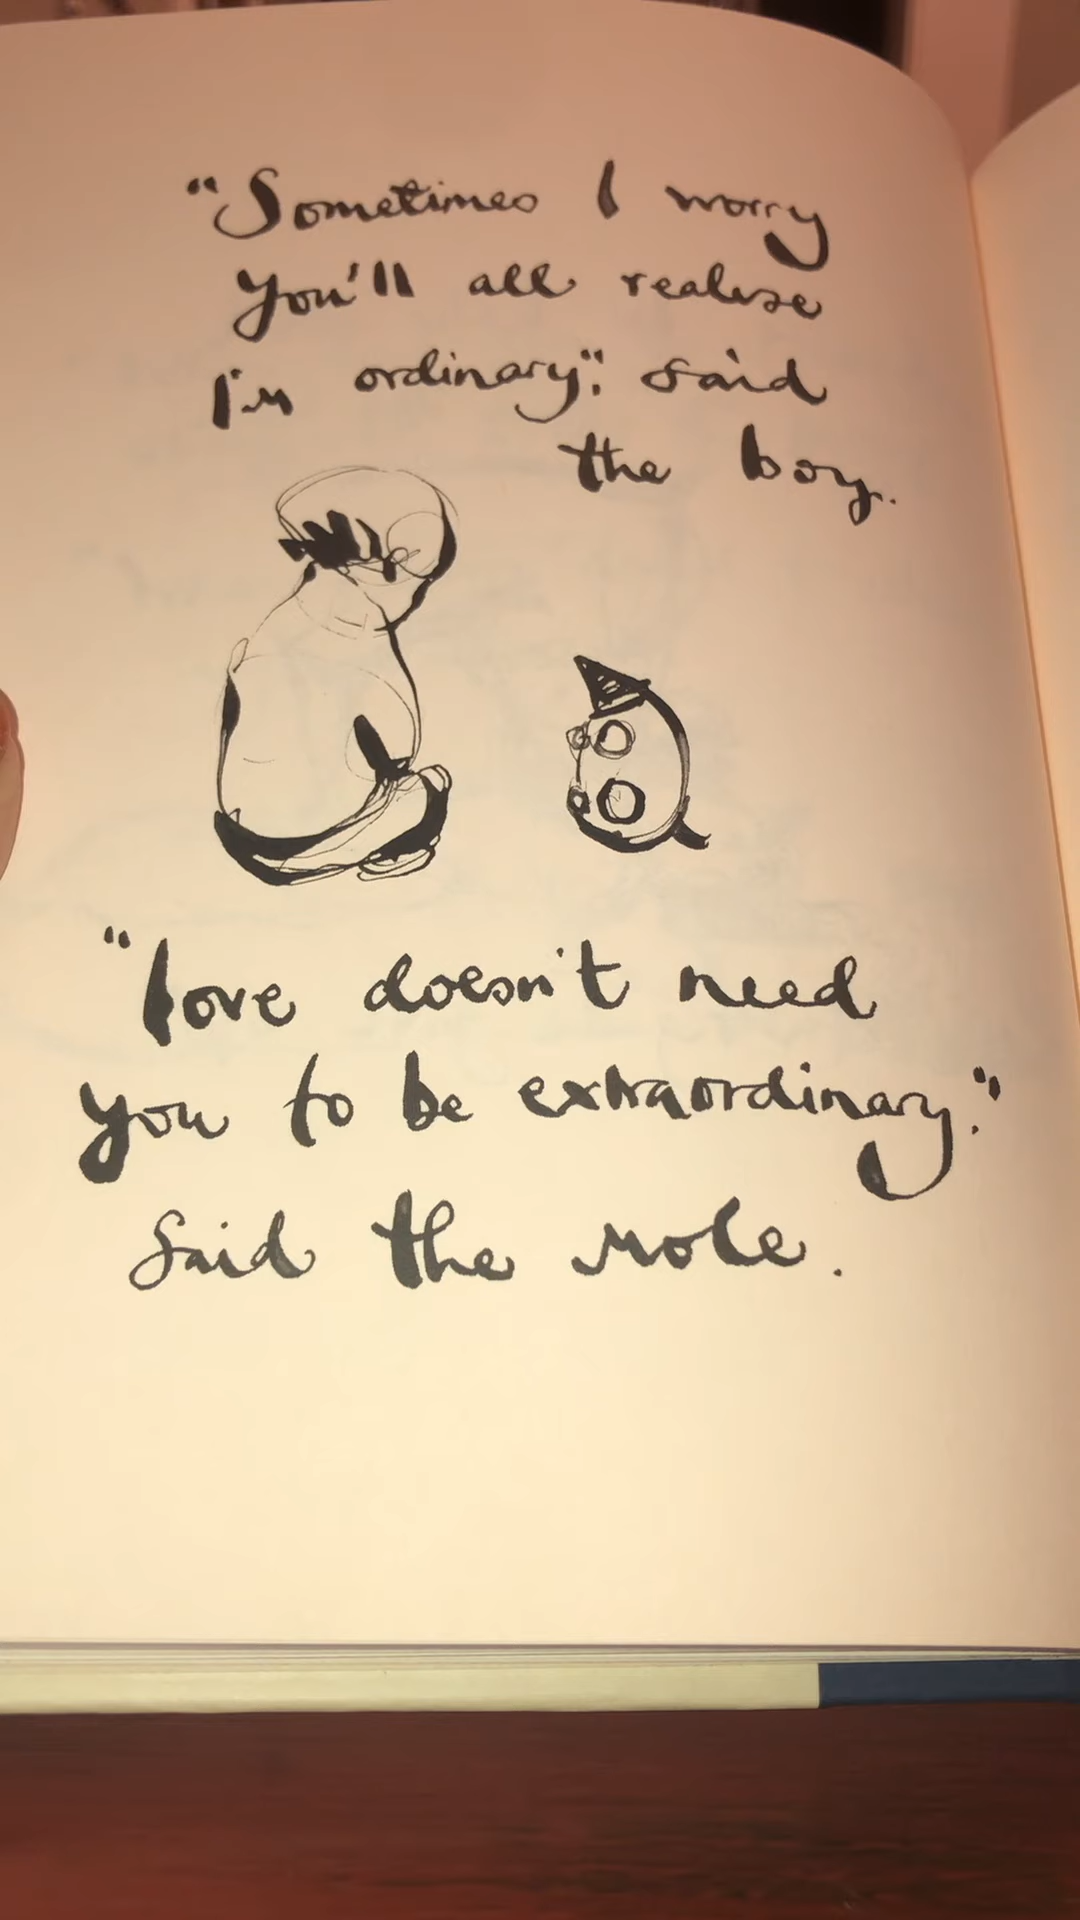 "Sometimes I worry
you'll all realise
I'm ordinary", said
the boy.
"love doesn't need
you to be extraordinary."
said the mole.